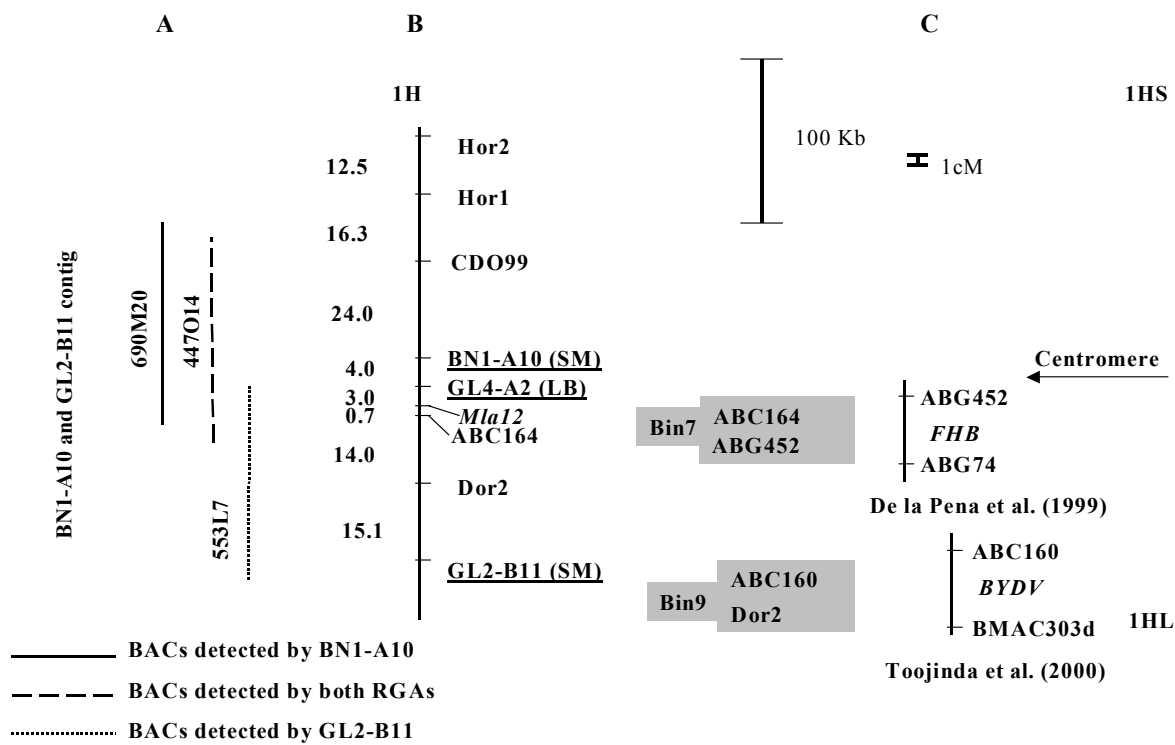 A
B
C
1H
1HS
100 Kb
1cM
12.5
Hor2
Hor1
16.3
CDO99
24.0
BN1-A10 and GL2-B11 contig
690M20
447O14
553L7
BN1-A10 (SM)
4.0
GL4-A2 (LB)
3.0
Mla12
0.7
ABC164
14.0
Dor2
15.1
GL2-B11 (SM)
Centromere
Bin7
ABC164
ABG452
ABG452
FHB
ABG74
De la Pena et al. (1999)
Bin9
ABC160
Dor2
ABC160
BYDV
BMAC303d
1HL
Toojinda et al. (2000)
BACs detected by BN1-A10
BACs detected by both RGAs
BACs detected by GL2-B11